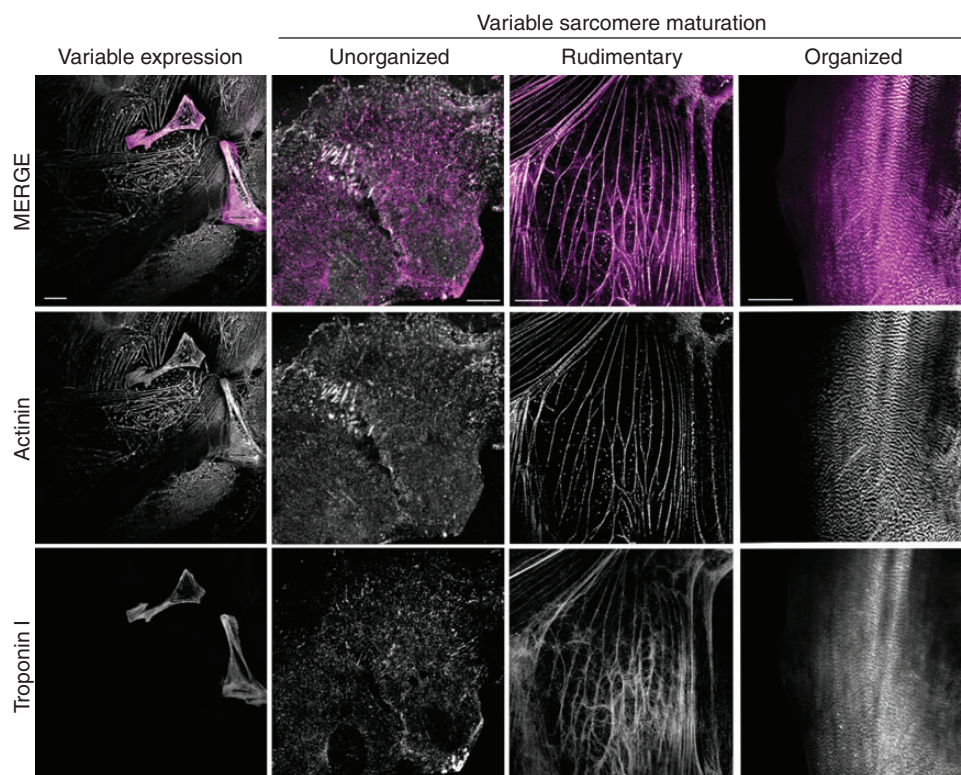 Variable sarcomere maturation
Variable expression
Unorganized
Rudimentary
Organized
MERGE
Actinin
Troponin I